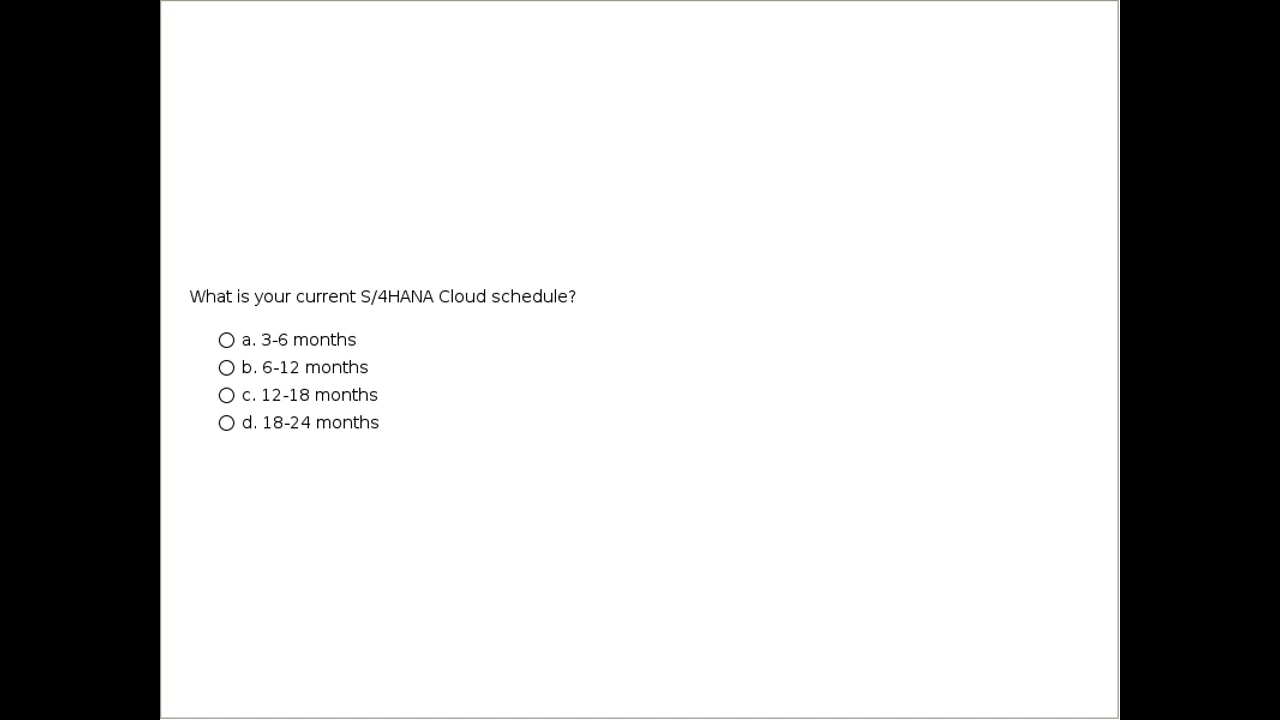 What is your current S/4HANA Cloud schedule?
a. 3-6 months
b. 6-12 months
c. 12-18 months
d. 18-24 months